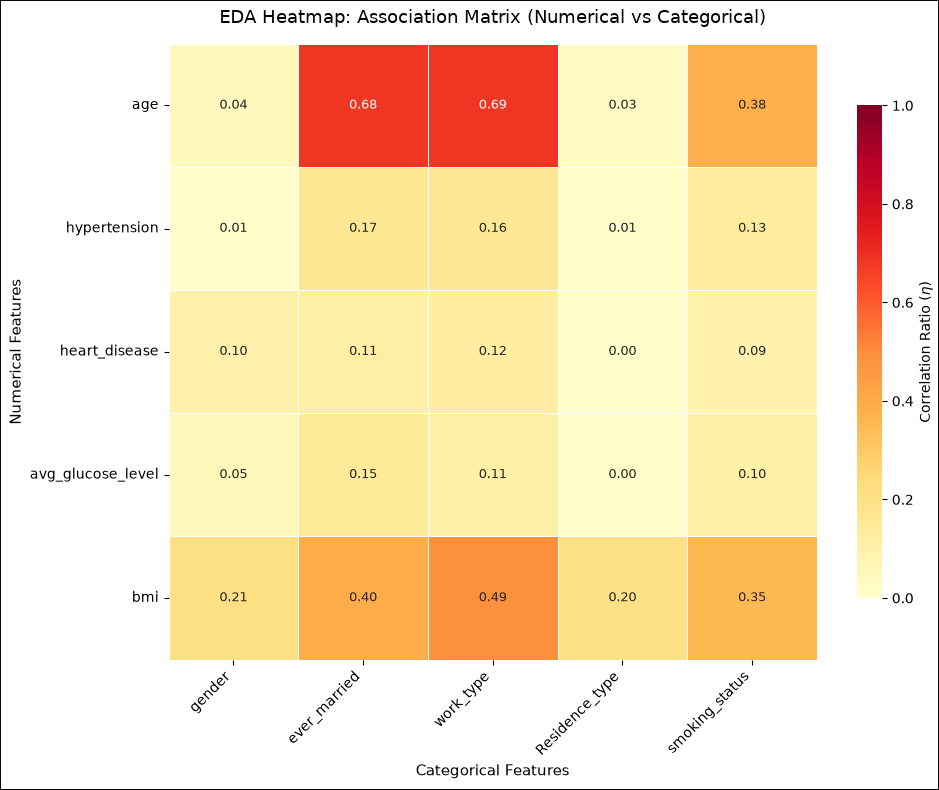 EDA Heatmap: Association Matrix (Numerical vs Categorical)
Numerical Features
age 0.04 0.68 0.69 0.03 0.38
hypertension 0.01 0.17 0.16 0.01 0.13
heart_disease 0.10 0.11 0.12 0.00 0.09
avg_glucose_level 0.05 0.15 0.11 0.00 0.10
bmi 0.21 0.40 0.49 0.20 0.35
gender ever_married work_type Residence_type smoking_status
Categorical Features
1.0
0.8
0.6
0.4
0.2
0.0
Correlation Ratio (η)